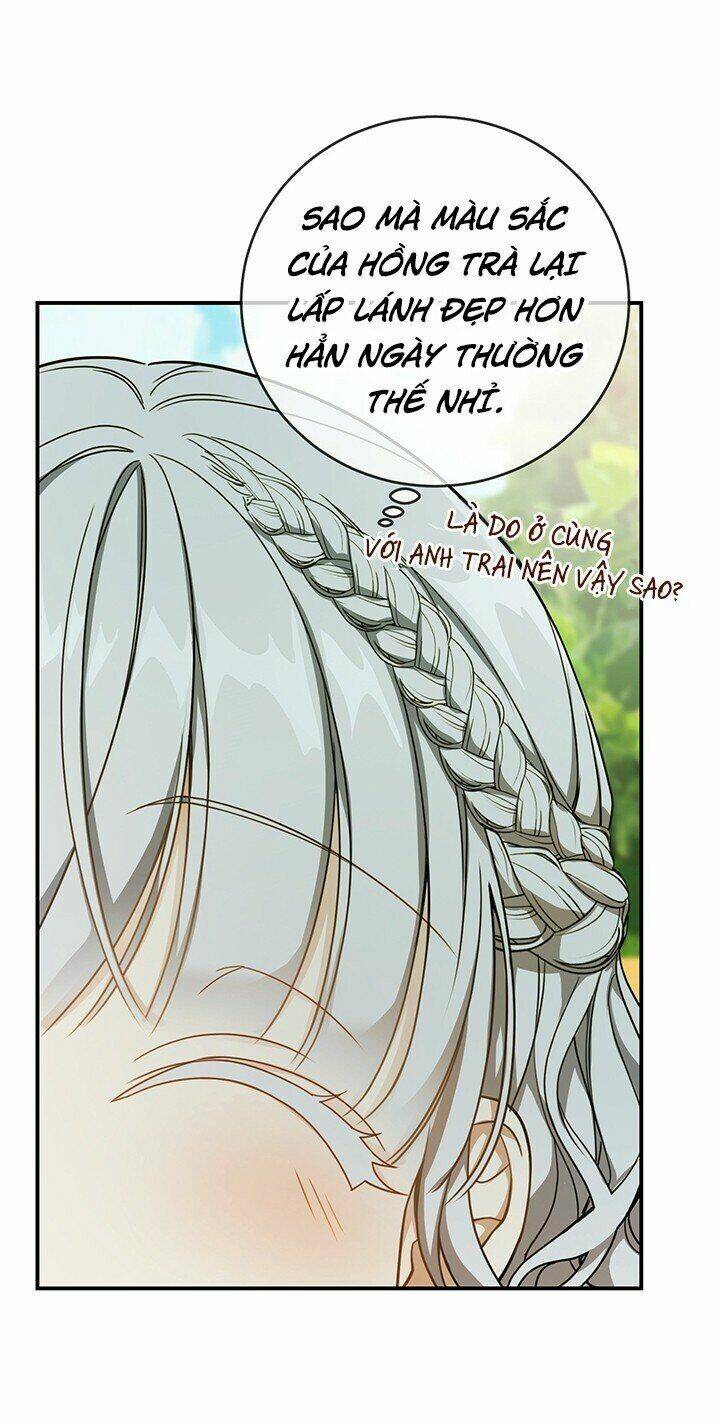 SAO MÀ MÀU SẮC
CỦA HỒNG TRÀ LẠI
LẤP LÁNH ĐẸP HƠN
HẲN NGÀY THƯỜNG
THẾ NHỈ.
LÀ DO Ở CÙNG
VỚI ANH TRAI NÊN VẬY SAO?